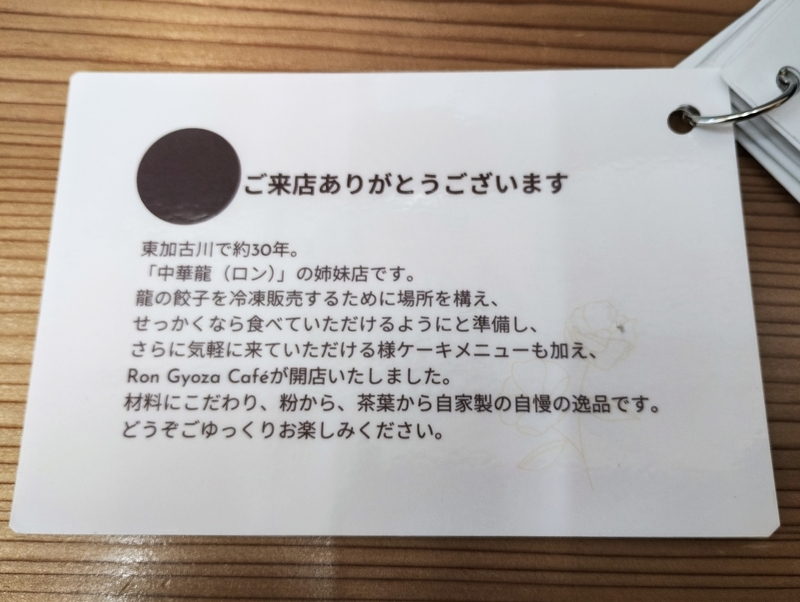 ご来店ありがとうございます
東加古川で約30年。
「中華龍（ロン）」の姉妹店です。
龍の餃子を冷凍販売するために場所を構え、
せっかくなら食べていただけるようにと準備し、
さらに気軽に来ていただける様ケーキメニューも加え、
Ron Gyoza Caféが開店いたしました。
材料にこだわり、粉から、茶葉から自家製の自慢の逸品です。
どうぞごゆっくりお楽しみください。